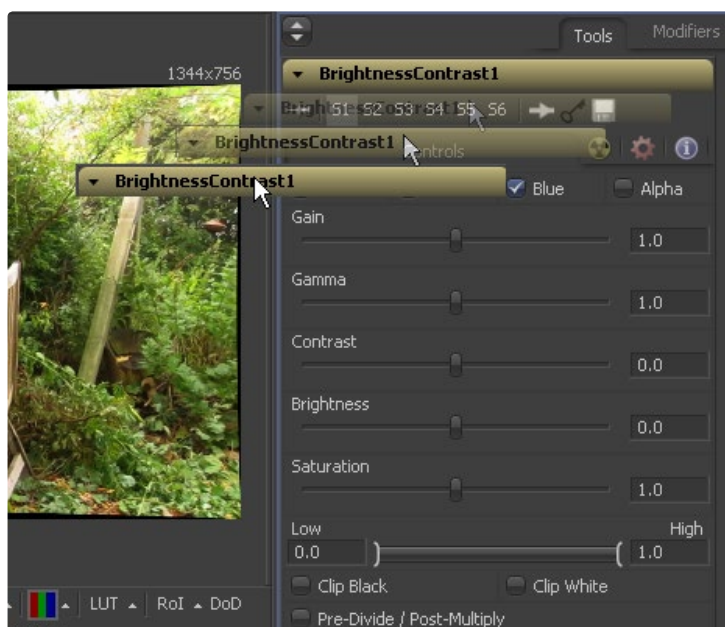 Tools Modifiers
1344x756
BrightnessContrast1
BrightnessContrast1
S1 S2 S3 S4 S5 S6
BrightnessContrast1
BrightnessContrast1
Blue Alpha
Gain
1.0
Gamma
1.0
Contrast
0.0
Brightness
0.0
Saturation
1.0
Low High
0.0 1.0
Clip Black Clip White
LUT RoI DoD
Pre-Divide / Post-Multiply